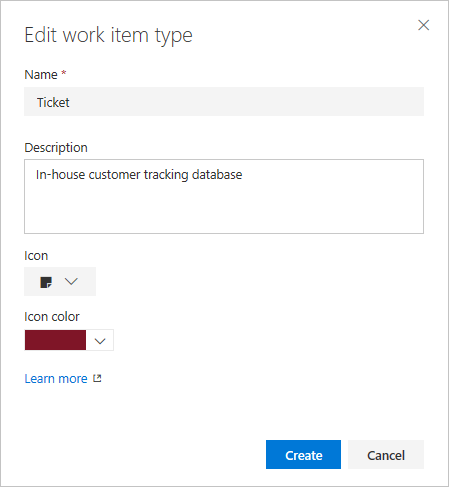 Edit work item type
Name *
Ticket
Description
In-house customer tracking database
Icon
Icon color
Learn more
Create
Cancel